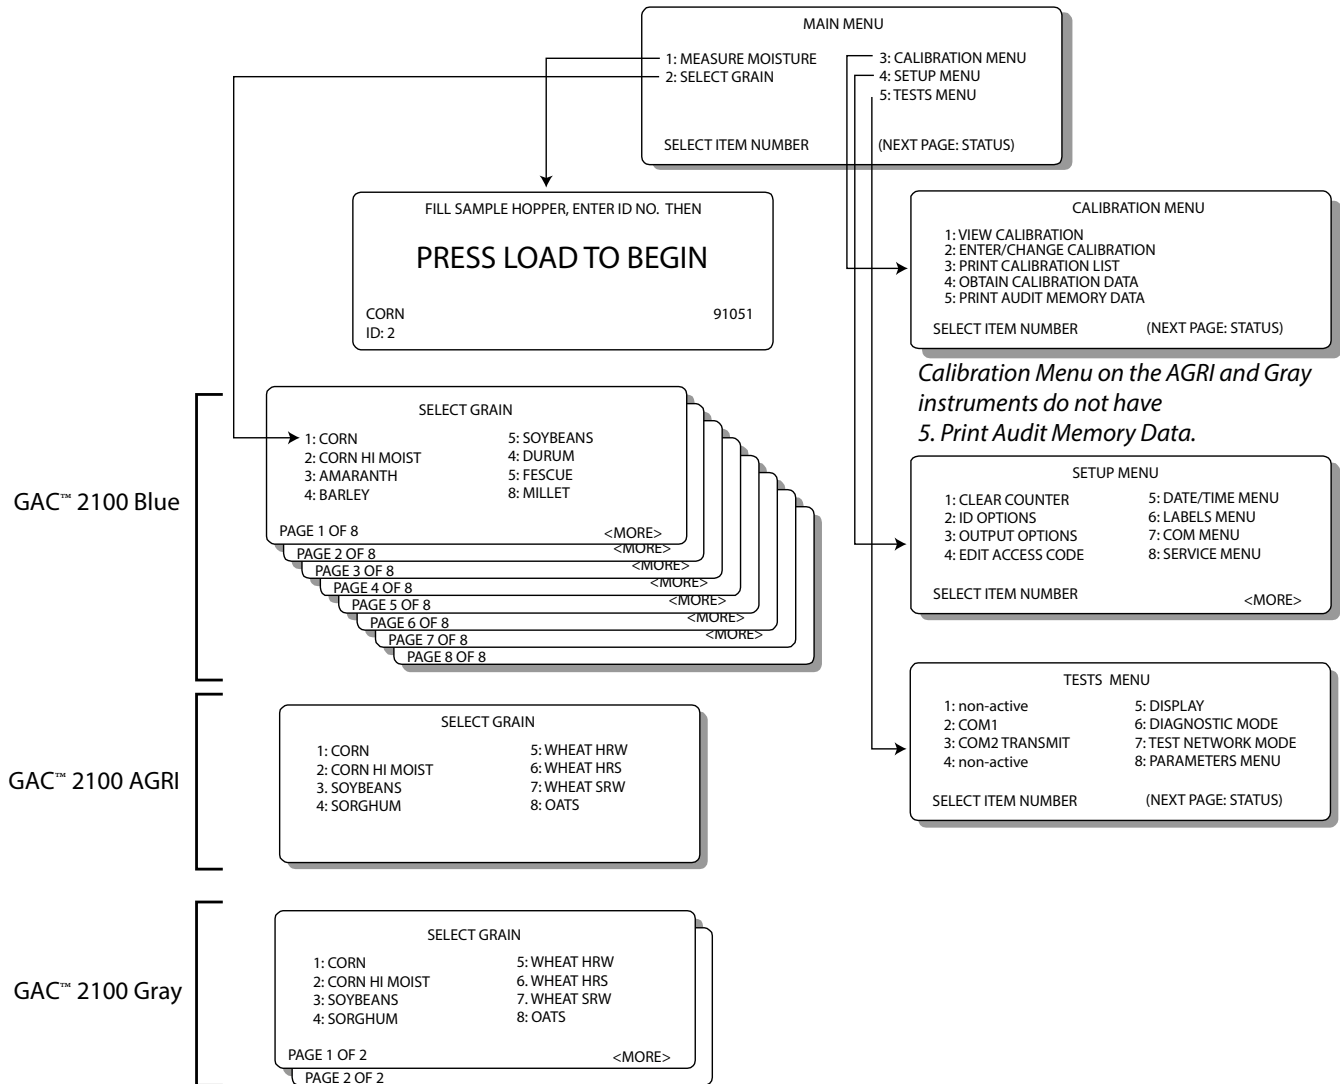 MAIN MENU
1: MEASURE MOISTURE
2: SELECT GRAIN
3: CALIBRATION MENU
4: SETUP MENU
5: TESTS MENU
SELECT ITEM NUMBER (NEXT PAGE: STATUS)
FILL SAMPLE HOPPER, ENTER ID NO. THEN
PRESS LOAD TO BEGIN
CORN 91051
ID: 2
CALIBRATION MENU
1: VIEW CALIBRATION
2: ENTER/CHANGE CALIBRATION
3: PRINT CALIBRATION LIST
4: OBTAIN CALIBRATION DATA
5: PRINT AUDIT MEMORY DATA
SELECT ITEM NUMBER (NEXT PAGE: STATUS)
Calibration Menu on the AGRI and Gray
instruments do not have
5. Print Audit Memory Data.
GAC™ 2100 Blue
SELECT GRAIN
1: CORN
2: CORN HI MOIST
3: AMARANTH
4: BARLEY
5: SOYBEANS
4: DURUM
5: FESCUE
8: MILLET
PAGE 1 OF 8 <MORE>
PAGE 2 OF 8 <MORE>
PAGE 3 OF 8 <MORE>
PAGE 4 OF 8 <MORE>
PAGE 5 OF 8 <MORE>
PAGE 6 OF 8 <MORE>
PAGE 7 OF 8 <MORE>
PAGE 8 OF 8
SETUP MENU
1: CLEAR COUNTER
2: ID OPTIONS
3: OUTPUT OPTIONS
4: EDIT ACCESS CODE
5: DATE/TIME MENU
6: LABELS MENU
7: COM MENU
8: SERVICE MENU
SELECT ITEM NUMBER <MORE>
TESTS MENU
1: non-active
2: COM1
3: COM2 TRANSMIT
4: non-active
5: DISPLAY
6: DIAGNOSTIC MODE
7: TEST NETWORK MODE
8: PARAMETERS MENU
SELECT ITEM NUMBER (NEXT PAGE: STATUS)
GAC™ 2100 AGRI
SELECT GRAIN
1: CORN
2: CORN HI MOIST
3. SOYBEANS
4: SORGHUM
5: WHEAT HRW
6: WHEAT HRS
7: WHEAT SRW
8: OATS
GAC™ 2100 Gray
SELECT GRAIN
1: CORN
2: CORN HI MOIST
3: SOYBEANS
4: SORGHUM
5: WHEAT HRW
6. WHEAT HRS
7. WHEAT SRW
8: OATS
PAGE 1 OF 2 <MORE>
PAGE 2 OF 2